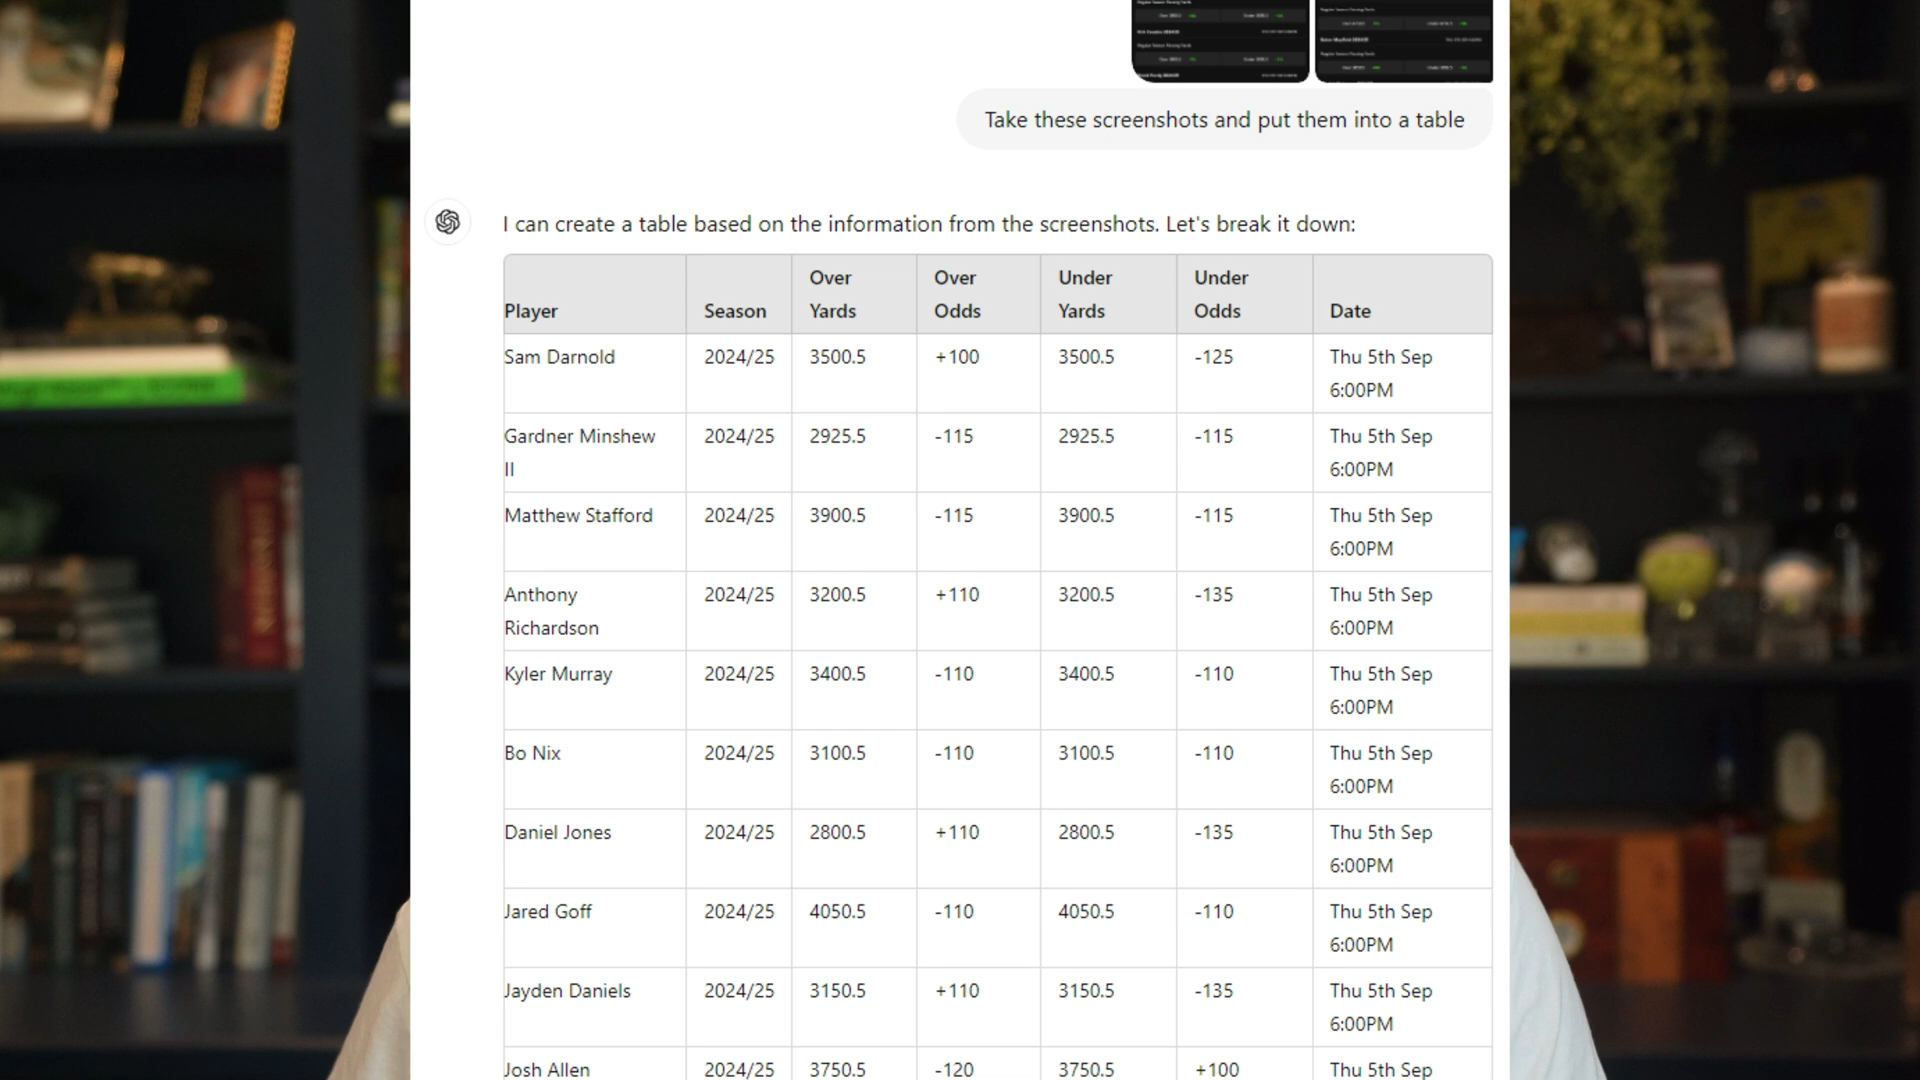 Take these screenshots and put them into a table
I can create a table based on the information from the screenshots. Let's break it down:
Player Season Over Yards Over Odds Under Yards Under Odds Date
Sam Darnold 2024/25 3500.5 +100 3500.5 -125 Thu 5th Sep 6:00PM
Gardner Minshew II 2024/25 2925.5 -115 2925.5 -115 Thu 5th Sep 6:00PM
Matthew Stafford 2024/25 3900.5 -115 3900.5 -115 Thu 5th Sep 6:00PM
Anthony Richardson 2024/25 3200.5 +110 3200.5 -135 Thu 5th Sep 6:00PM
Kyler Murray 2024/25 3400.5 -110 3400.5 -110 Thu 5th Sep 6:00PM
Bo Nix 2024/25 3100.5 -110 3100.5 -110 Thu 5th Sep 6:00PM
Daniel Jones 2024/25 2800.5 +110 2800.5 -135 Thu 5th Sep 6:00PM
Jared Goff 2024/25 4050.5 -110 4050.5 -110 Thu 5th Sep 6:00PM
Jayden Daniels 2024/25 3150.5 +110 3150.5 -135 Thu 5th Sep 6:00PM
Josh Allen 2024/25 3750.5 -120 3750.5 +100 Thu 5th Sep